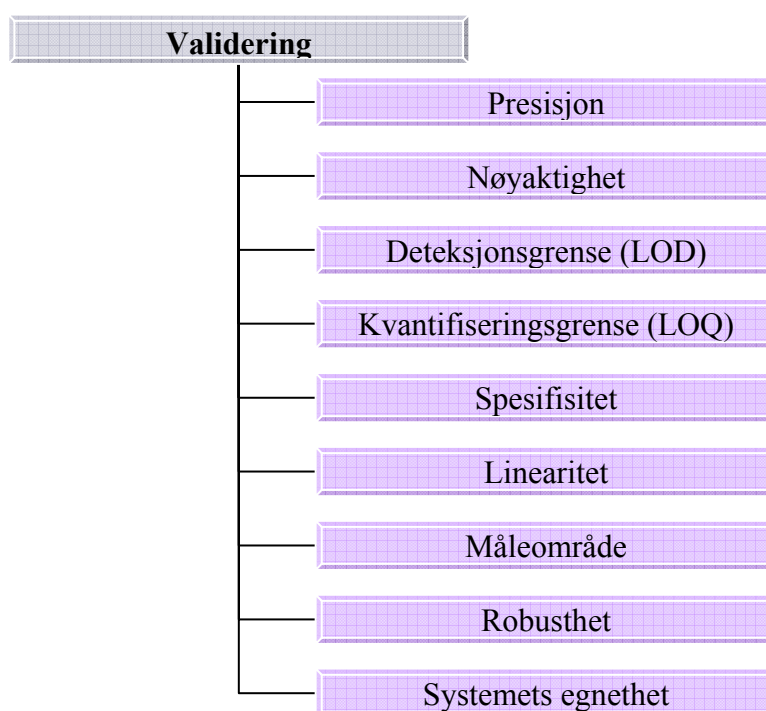 Validering
Presisjon
Nøyaktighet
Deteksjonsgrense (LOD)
Kvantifiseringsgrense (LOQ)
Spesifisitet
Linearitet
Måleområde
Robusthet
Systemets egnethet